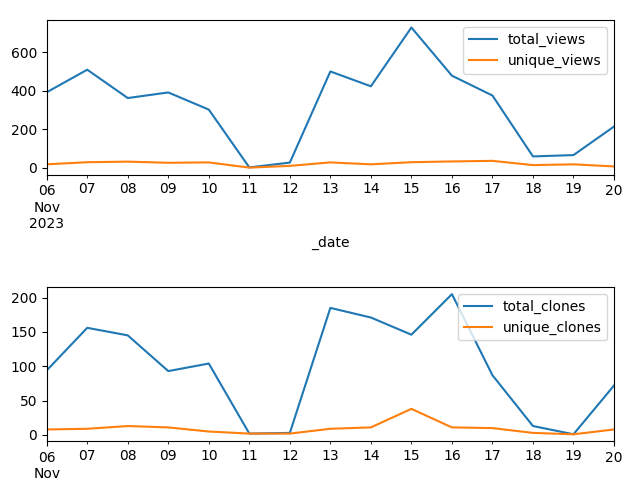 total_views
unique_views
600
400
200
0
06 07 08 09 10 11 12 13 14 15 16 17 18 19 20
Nov
2023
_date
total_clones
unique_clones
200
150
100
50
0
06 07 08 09 10 11 12 13 14 15 16 17 18 19 20
Nov